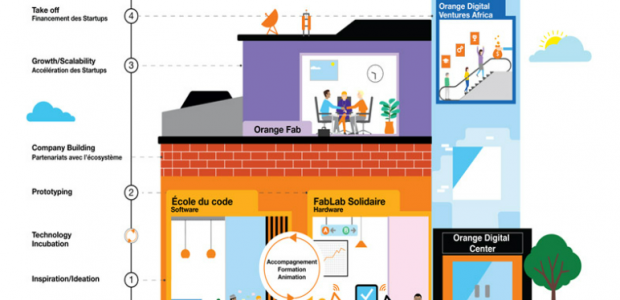 Take off
Financement des Startups
4
Growth/Scalability
Accélération des Startups
3
Company Building
Partenariats avec l'écosystème
Prototyping
2
Technology
Incubation
Inspiration/Ideation
1
Orange Digital
Ventures Africa
Orange Fab
École du code
Software
FabLab Solidaire
Hardware
A
B
Accompagnement
Formation
Animation
Orange Digital
Center